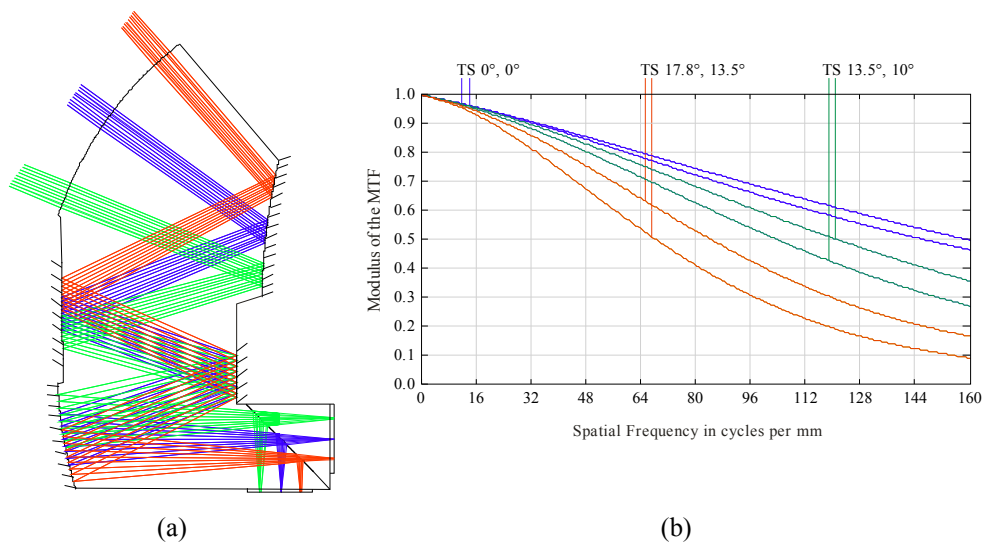 TS 0°, 0°
TS 17.8°, 13.5°
TS 13.5°, 10°
Modulus of the MTF
1.0
0.9
0.8
0.7
0.6
0.5
0.4
0.3
0.2
0.1
0.0
0 16 32 48 64 80 96 112 128 144 160
Spatial Frequency in cycles per mm
(a)
(b)